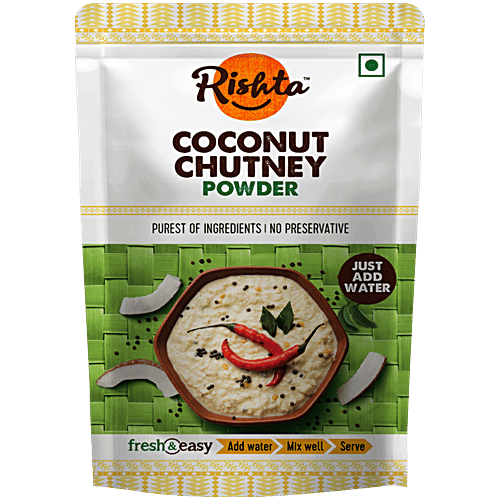 Rishta™
COCONUT
CHUTNEY
POWDER
PUREST OF INGREDIENTS | NO PRESERVATIVE
JUST
ADD
WATER
fresh&easy
Add water Mix well Serve